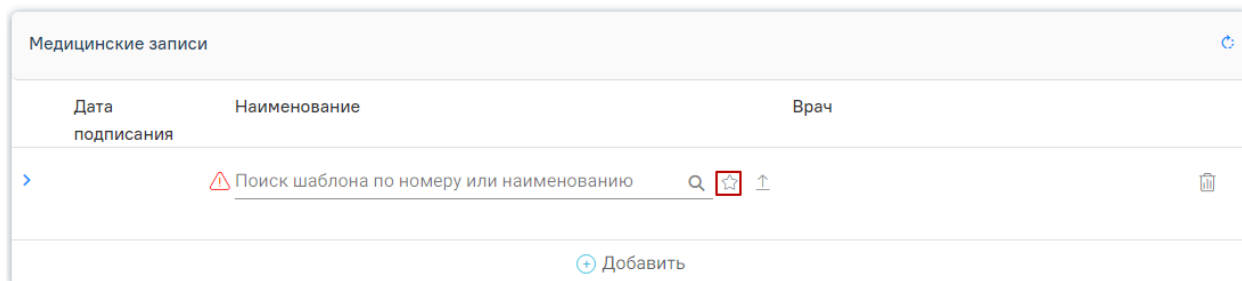 Медицинские записи
Дата подписания
Наименование
Врач
Поиск шаблона по номеру или наименованию
Добавить